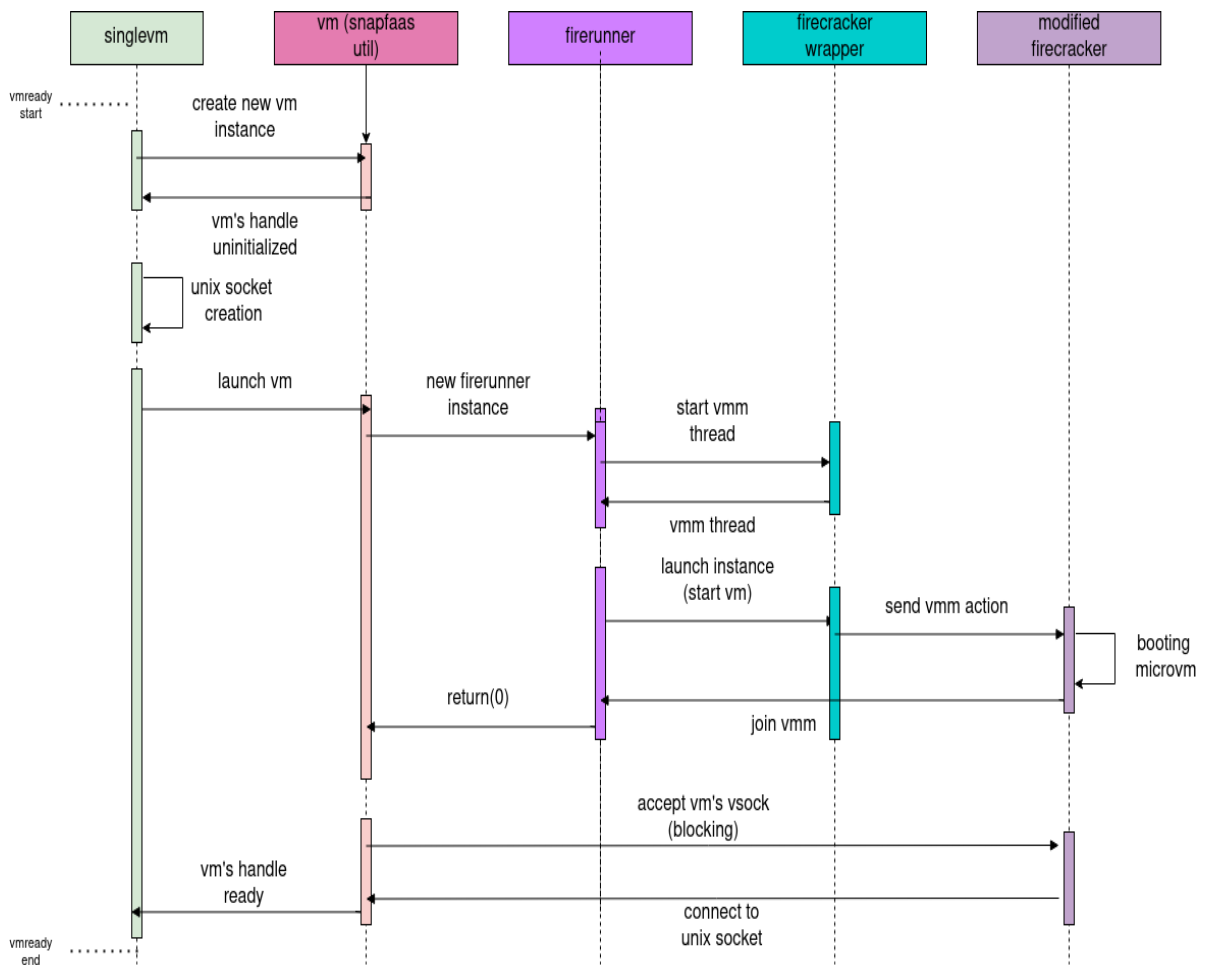 singlevm
vm (snapfaas
util)
firerunner
firecracker
wrapper
modified
firecracker
vmready
start
create new vm
instance
vm's handle
uninitialized
unix socket
creation
launch vm
new firerunner
instance
start vmm
thread
vmm thread
launch instance
(start vm)
send vmm action
booting
microvm
return(0)
join vmm
accept vm's vsock
(blocking)
vm's handle
ready
connect to
unix socket
vmready
end